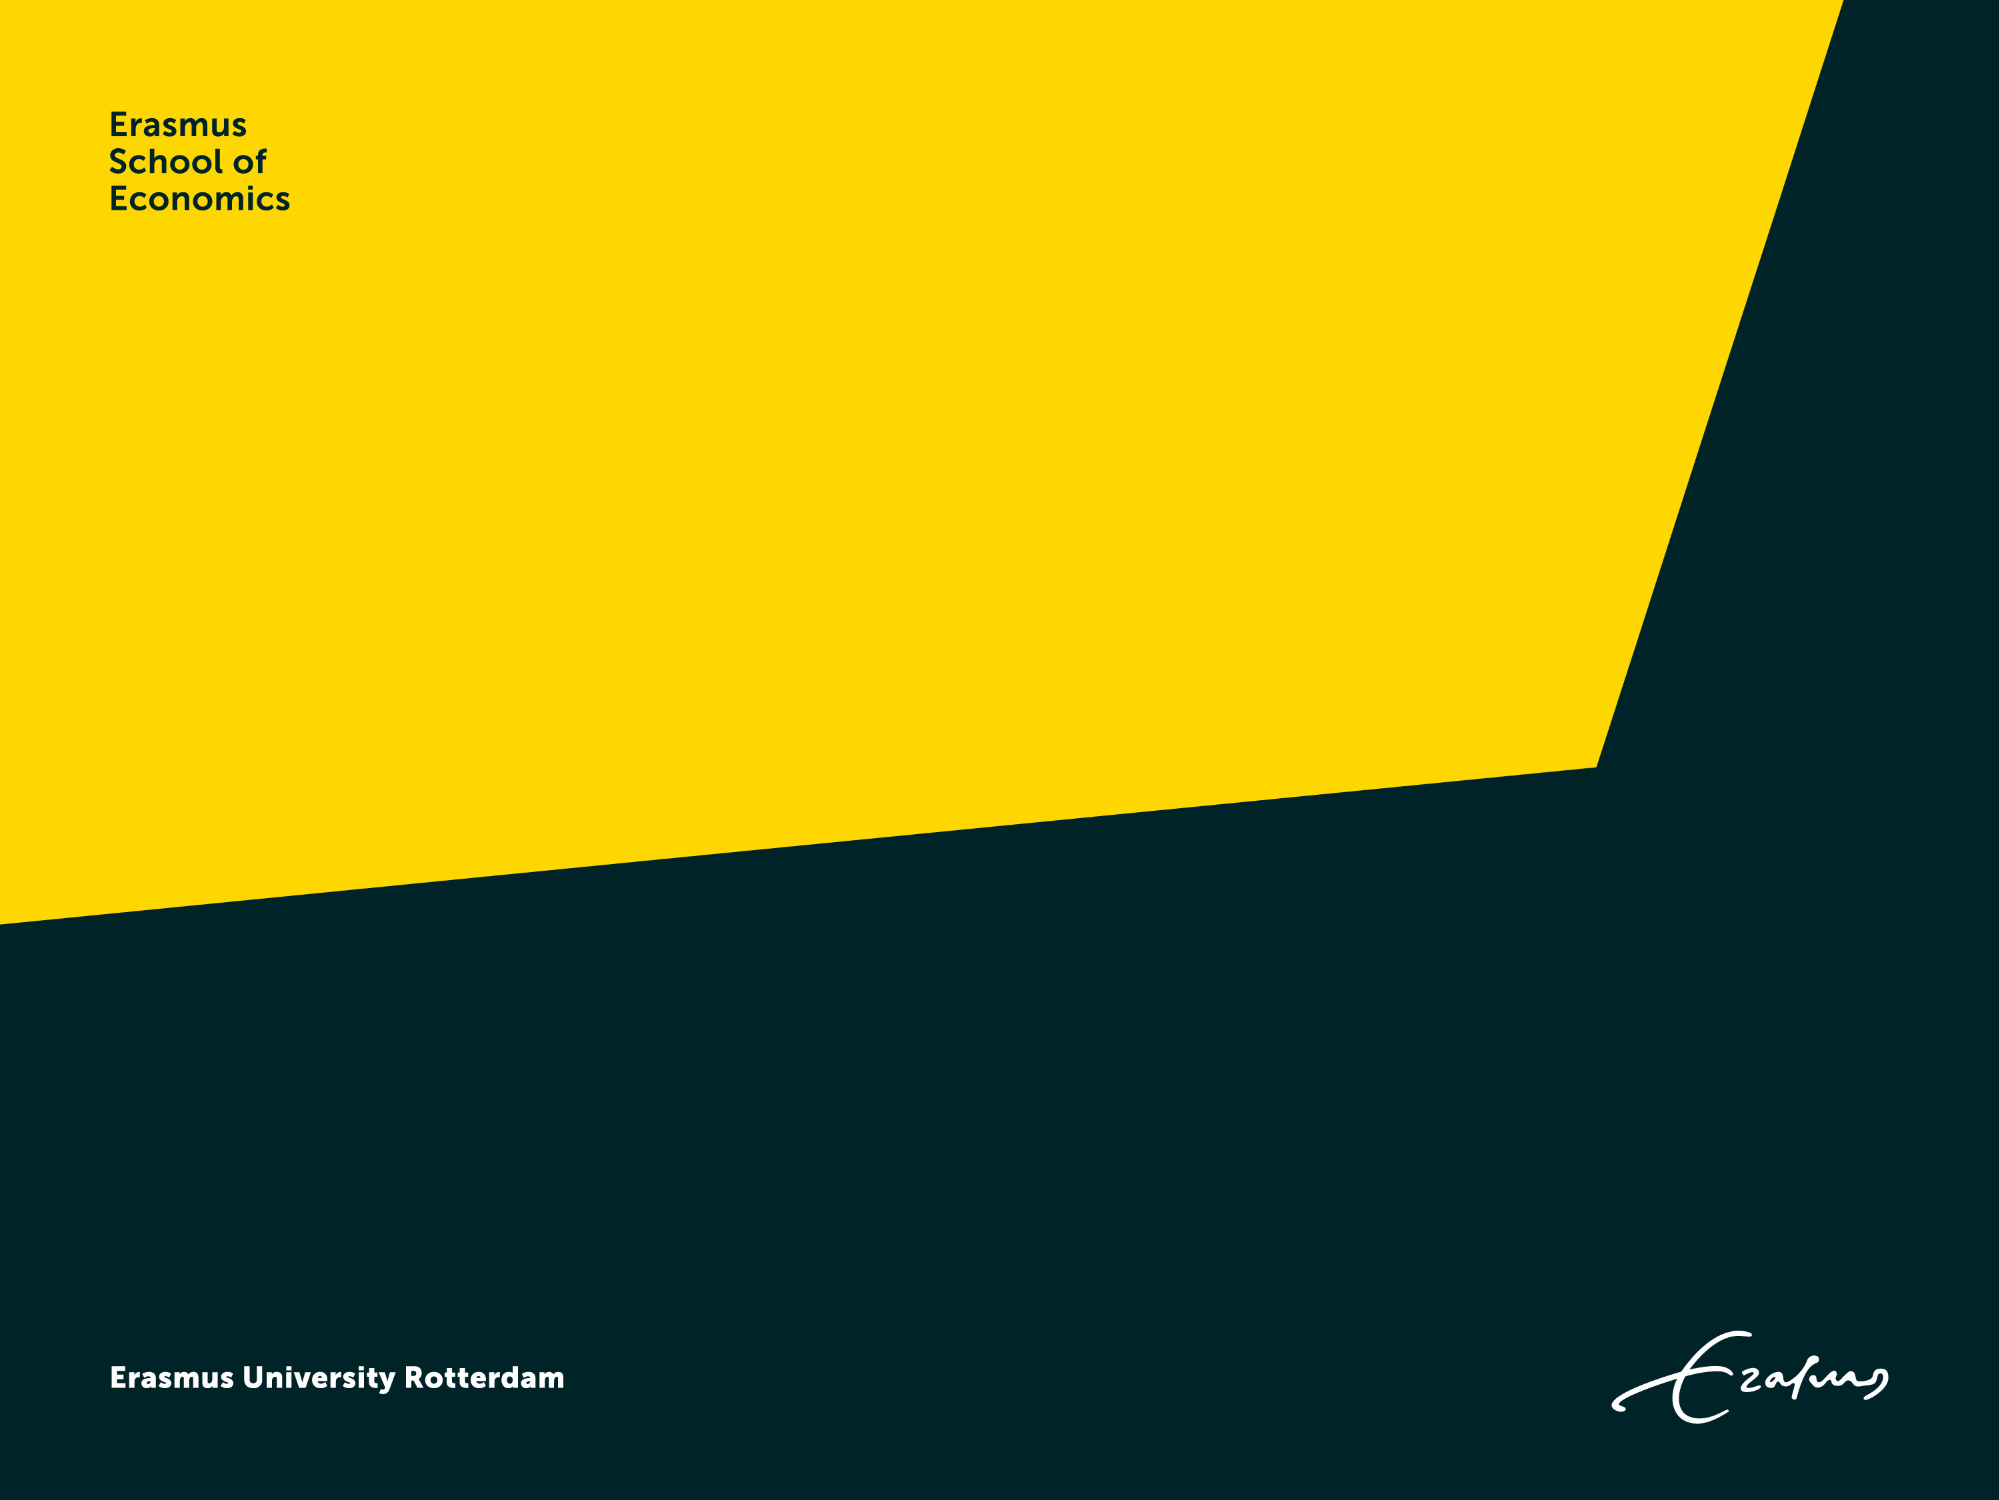 Erasmus
School of
Economics
Erasmus University Rotterdam
Erasmus